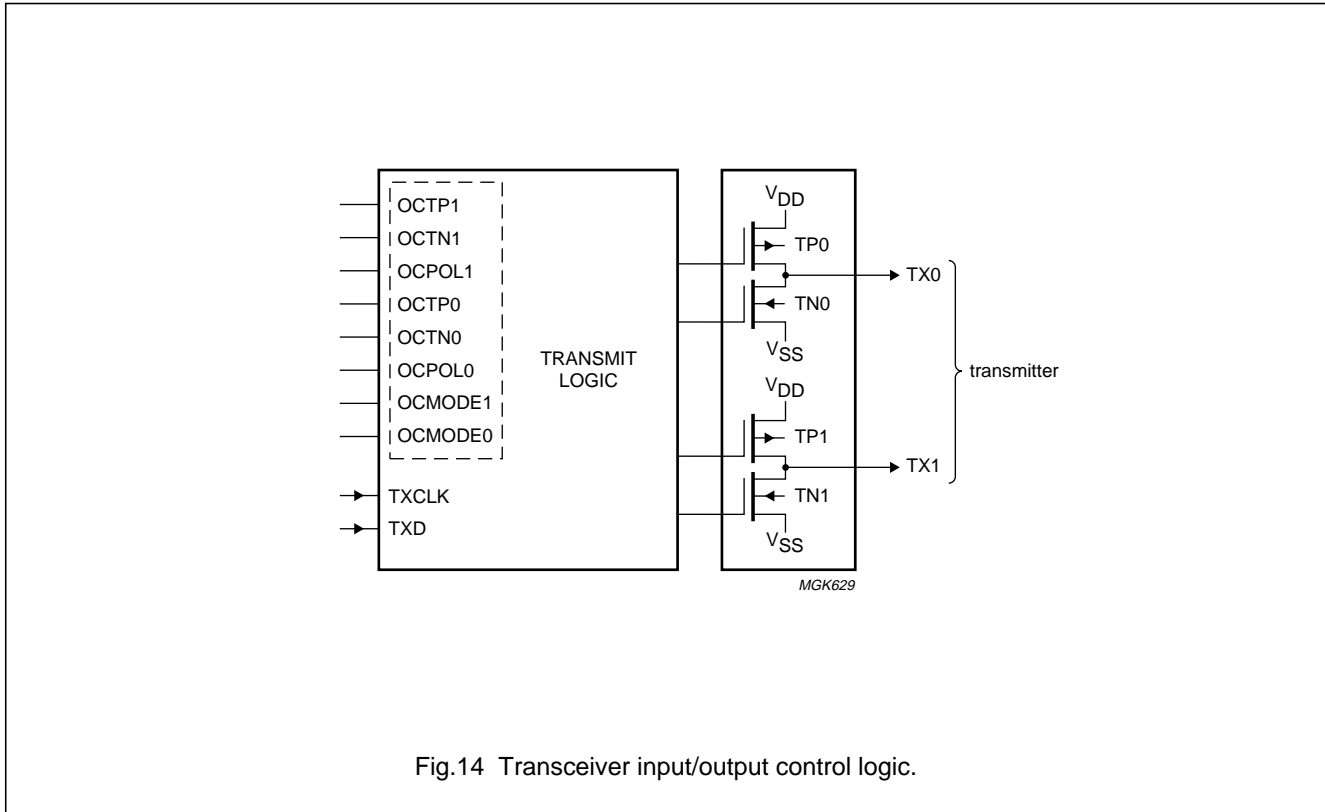 OCTP1
OCTN1
OCPOL1
OCTP0
OCTN0
OCPOL0
OCMODE1
OCMODE0
TXCLK
TXD
TRANSMIT
LOGIC
VDD
TP0
TN0
VSS
VDD
TP1
TN1
VSS
TX0
transmitter
TX1
MGK629
Fig.14 Transceiver input/output control logic.